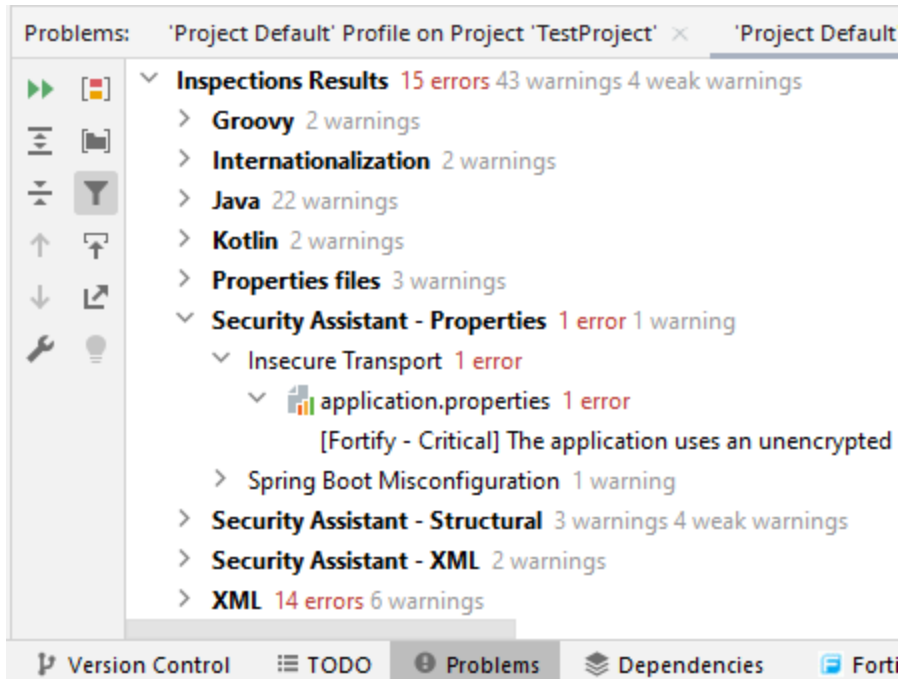 Problems: 'Project Default' Profile on Project 'TestProject' 'Project Default
Inspections Results 15 errors 43 warnings 4 weak warnings
Groovy 2 warnings
Internationalization 2 warnings
Java 22 warnings
Kotlin 2 warnings
Properties files 3 warnings
Security Assistant - Properties 1 error 1 warning
Insecure Transport 1 error
application.properties 1 error
[Fortify - Critical] The application uses an unencrypted
Spring Boot Misconfiguration 1 warning
Security Assistant - Structural 3 warnings 4 weak warnings
Security Assistant - XML 2 warnings
XML 14 errors 6 warnings
Version Control TODO Problems Dependencies Forti